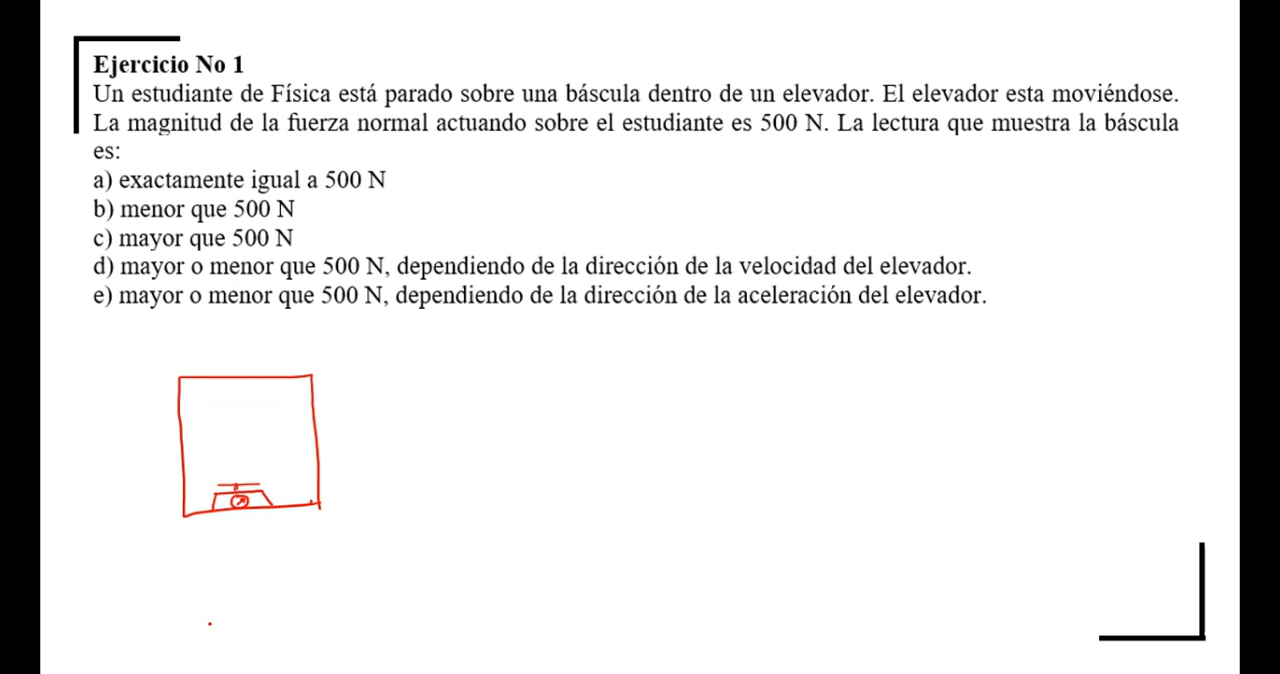 Ejercicio No 1
Un estudiante de Física está parado sobre una báscula dentro de un elevador. El elevador esta moviéndose.
La magnitud de la fuerza normal actuando sobre el estudiante es 500 N. La lectura que muestra la báscula
es:
a) exactamente igual a 500 N
b) menor que 500 N
c) mayor que 500 N
d) mayor o menor que 500 N, dependiendo de la dirección de la velocidad del elevador.
e) mayor o menor que 500 N, dependiendo de la dirección de la aceleración del elevador.